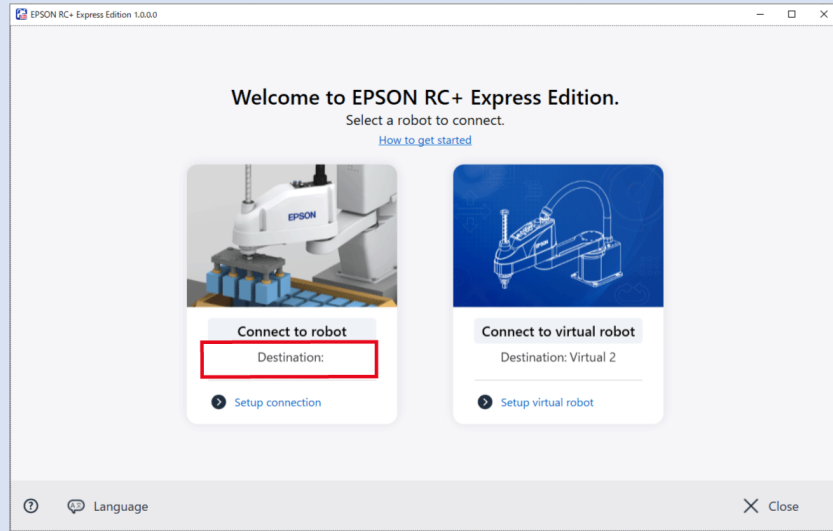 EPSON RC+ Express Edition 1.0.0.0
Welcome to EPSON RC+ Express Edition.
Select a robot to connect.
How to get started
EPSON
Connect to robot
Destination:
Setup connection
Connect to virtual robot
Destination: Virtual 2
Setup virtual robot
Language
Close